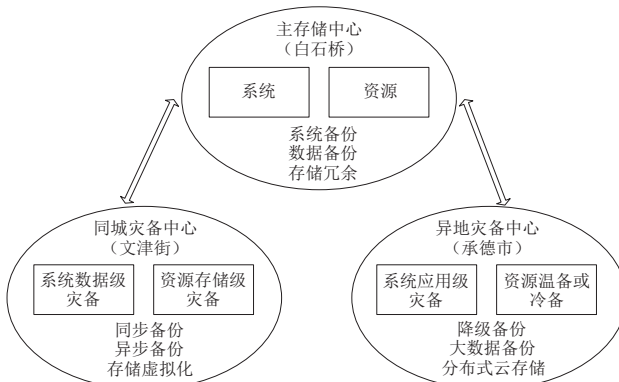 主存储中心
（白石桥）
系统
资源
系统备份
数据备份
存储冗余
同城灾备中心
（文津街）
系统数据级
灾备
资源存储级
灾备
同步备份
异步备份
存储虚拟化
异地灾备中心
（承德市）
系统应用级
灾备
资源温备或
冷备
降级备份
大数据备份
分布式云存储